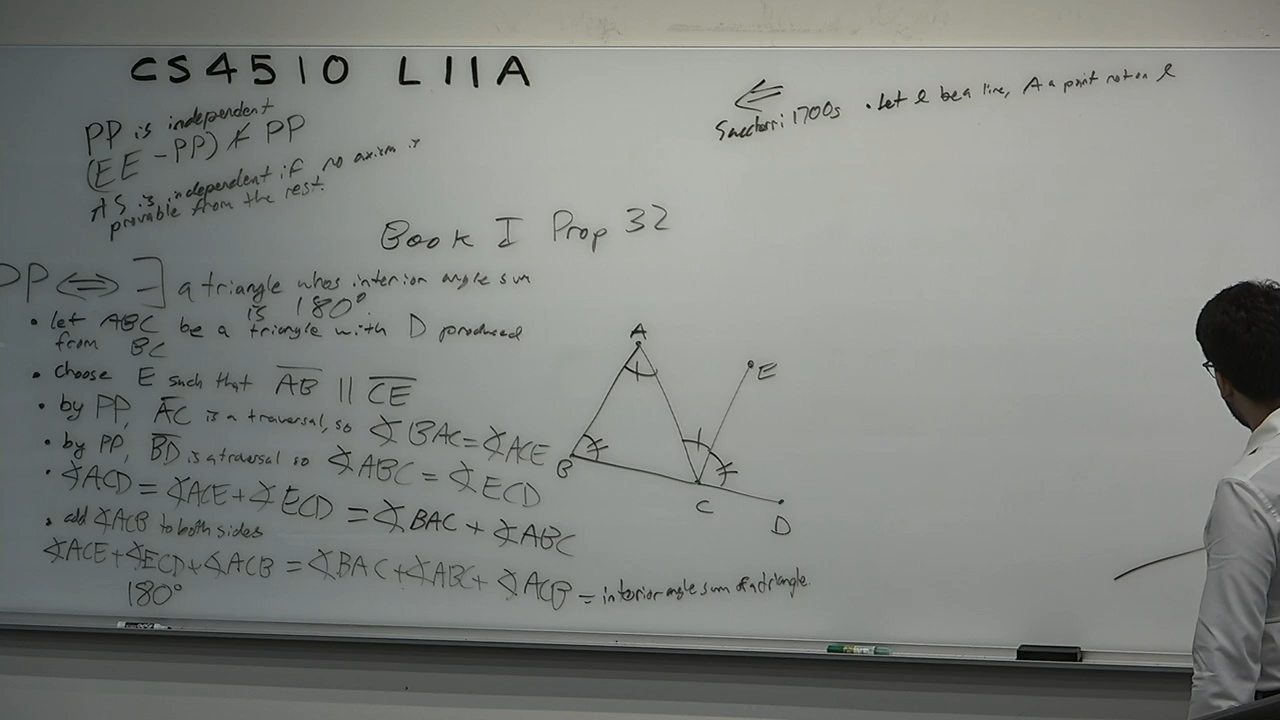 CS4510 L11A
PP is independent
(EE - PP) ⊬ PP
AS is independent if no axiom is
provable from the rest.
Book I Prop 32
PP ⟺ ∃ a triangle whos interior angle sum
is 180°.
• let ABC be a triangle with D produced
from BC
• choose E such that AB || CE
• by PP, AC is a traversal, so ∡BAC = ∡ACE
• by PP, BD is a traversal so ∡ABC = ∡ECD
• ∡ACD = ∡ACE + ∡ECD = ∡BAC + ∡ABC
• add ∡ACB to both sides
∡ACE + ∡ECD + ∡ACB = ∡BAC + ∡ABC + ∡ACB = interior angle sum of a triangle.
180°
A
E
B
C
D
⟸
Saccheri 1700s • Let l be a line, A a point not on l